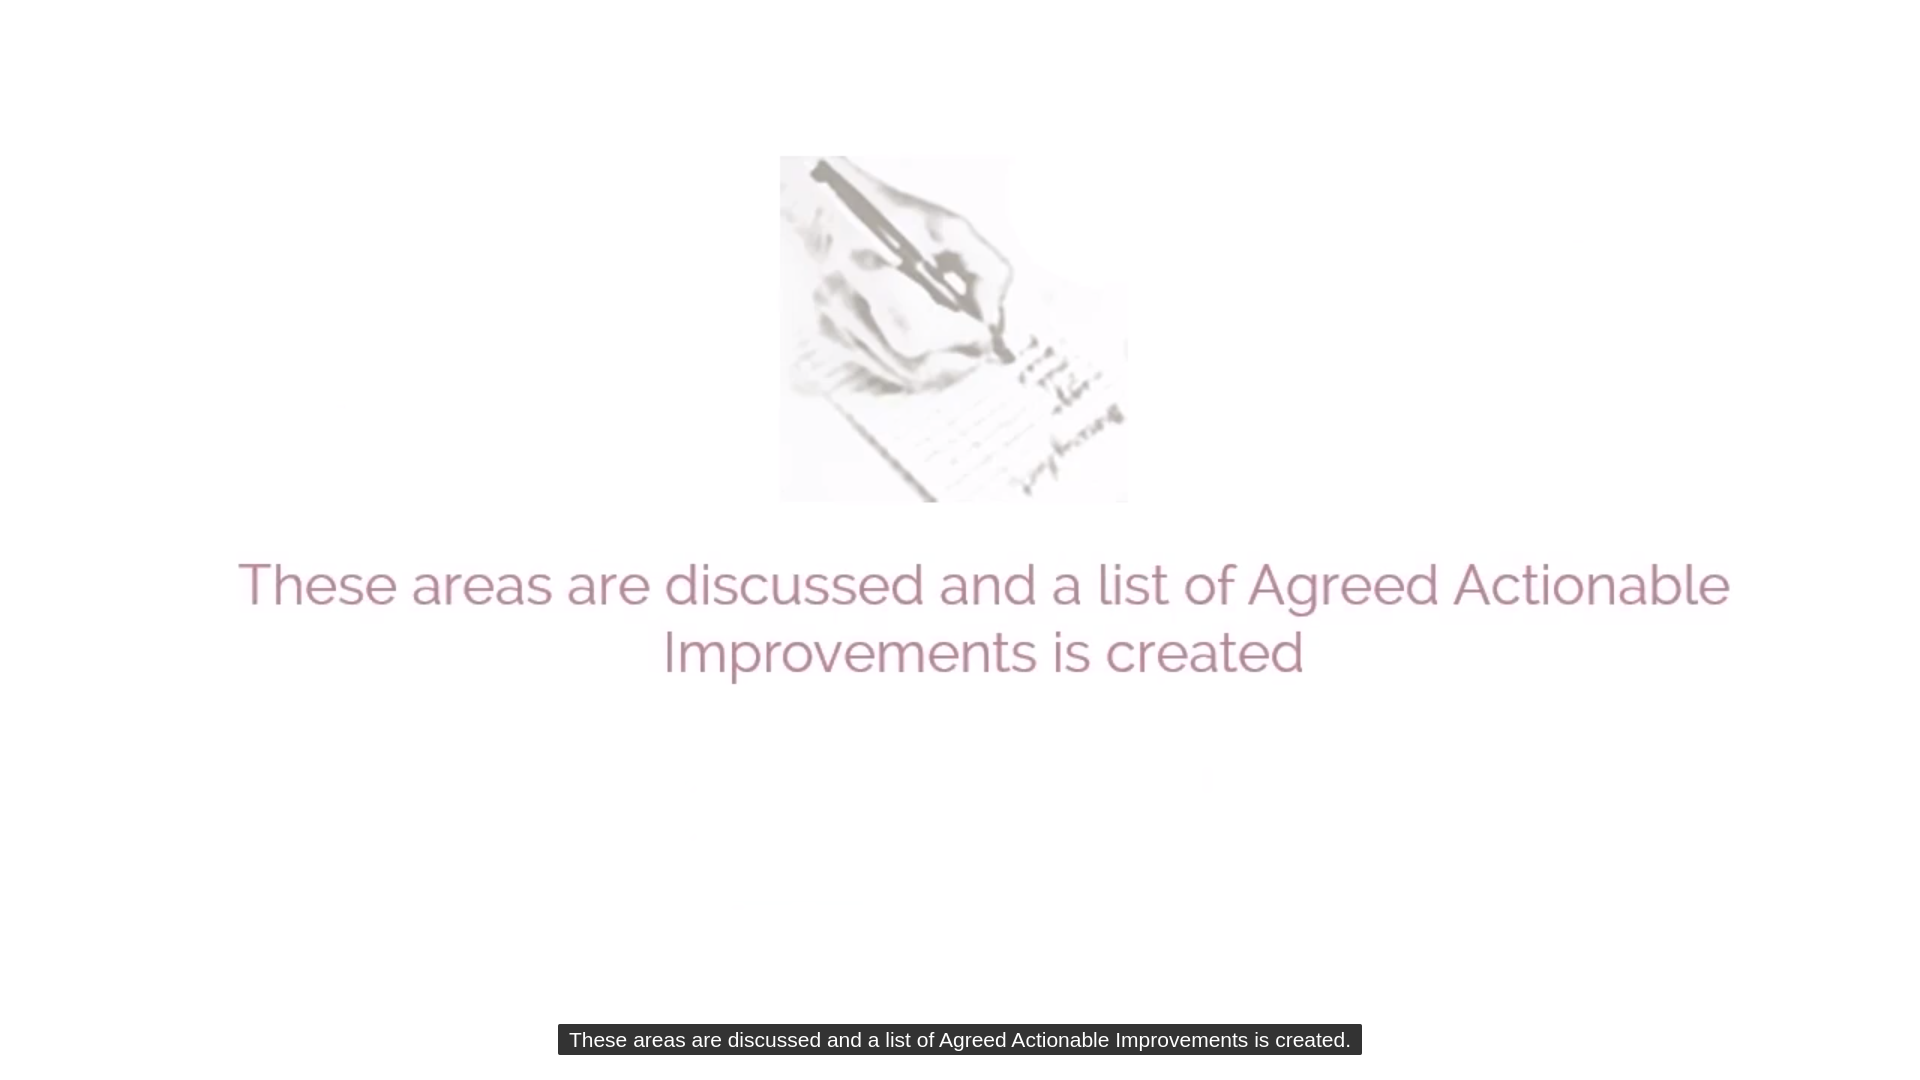 These areas are discussed and a list of Agreed Actionable
Improvements is created
These areas are discussed and a list of Agreed Actionable Improvements is created.